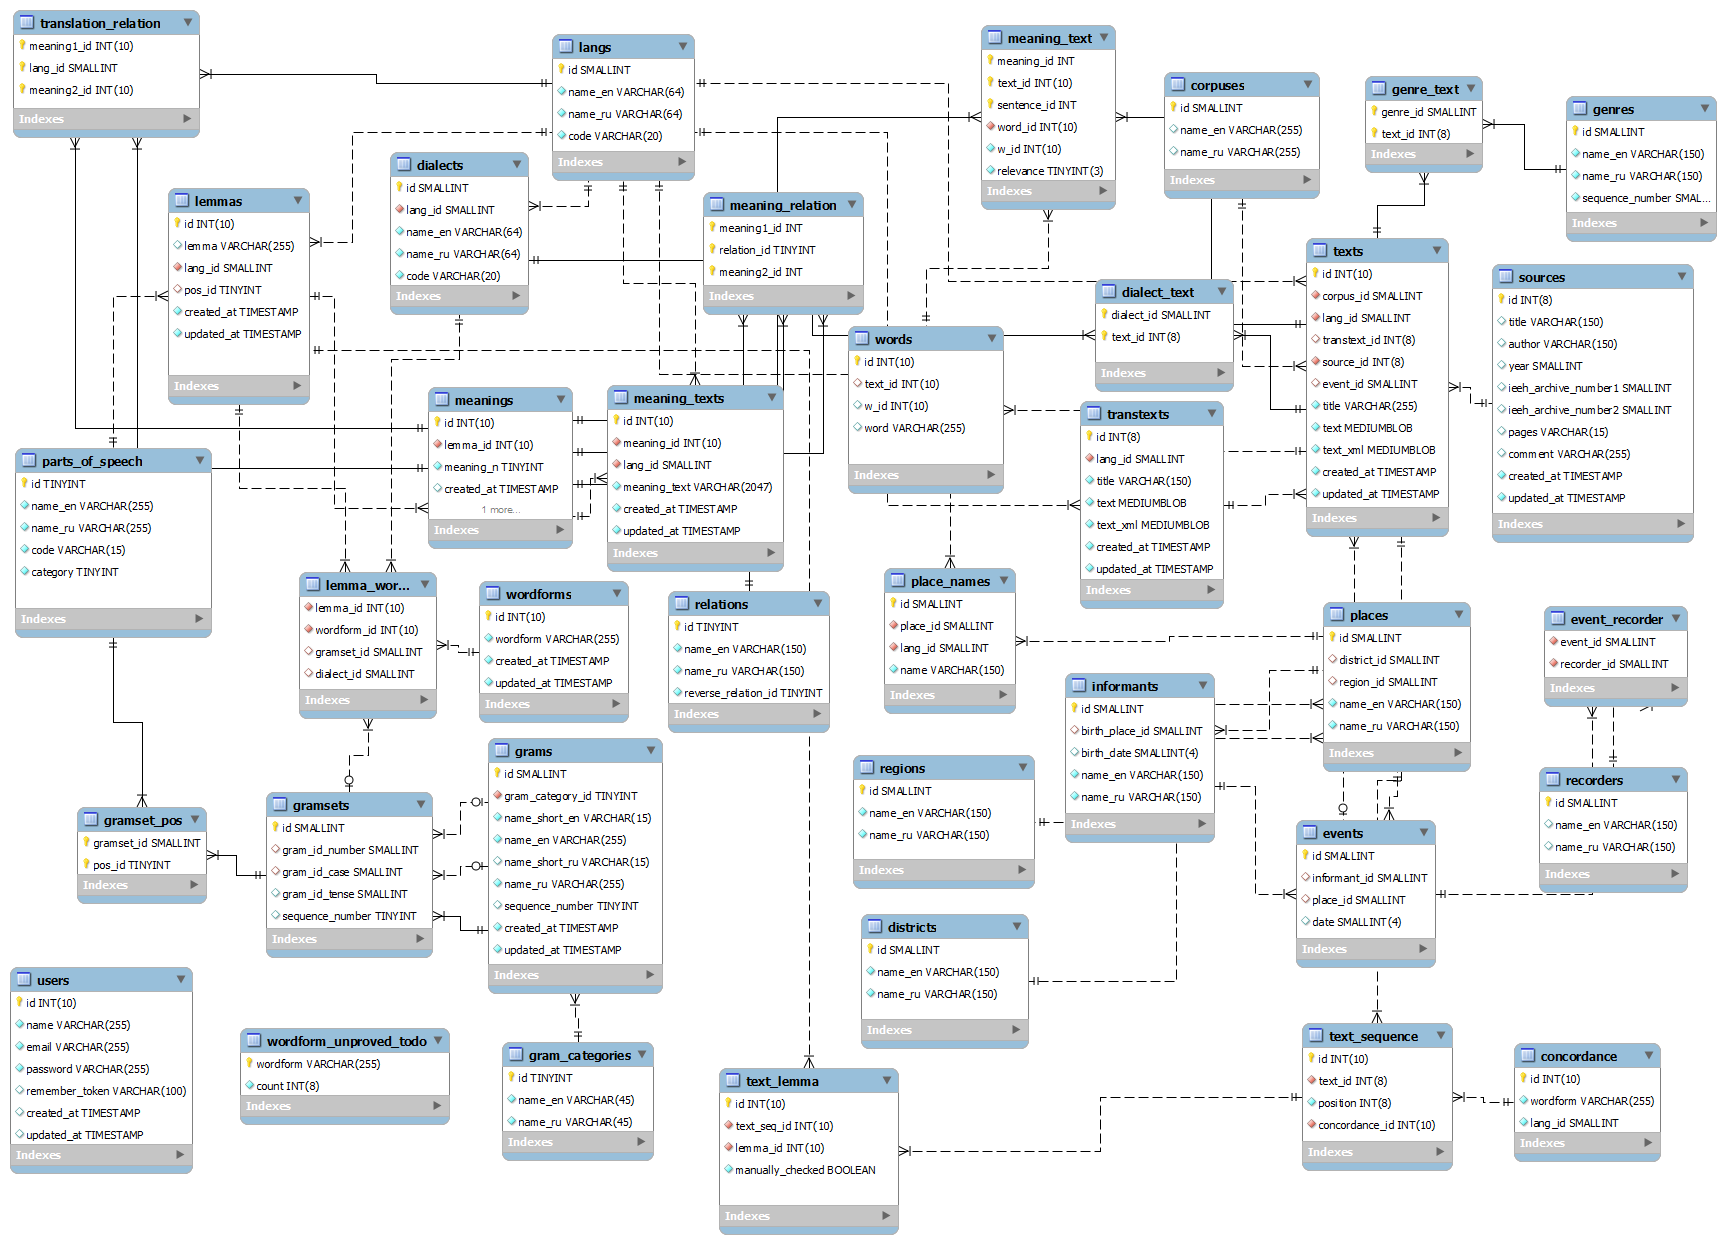 translation_relation
meaning1_id INT(10)
lang_id SMALLINT
meaning2_id INT(10)
Indexes
langs
id SMALLINT
name_en VARCHAR(64)
name_ru VARCHAR(64)
code VARCHAR(20)
Indexes
meaning_text
meaning_id INT
text_id INT(10)
sentence_id INT
word_id INT(10)
w_id INT(10)
relevance TINYINT(3)
Indexes
corpuses
id SMALLINT
name_en VARCHAR(255)
name_ru VARCHAR(255)
Indexes
genre_text
genre_id SMALLINT
text_id INT(8)
Indexes
genres
id SMALLINT
name_en VARCHAR(150)
name_ru VARCHAR(150)
sequence_number SMAL...
Indexes
dialects
id SMALLINT
lang_id SMALLINT
name_en VARCHAR(64)
name_ru VARCHAR(64)
code VARCHAR(20)
Indexes
lemmas
id INT(10)
lemma VARCHAR(255)
lang_id SMALLINT
pos_id TINYINT
created_at TIMESTAMP
updated_at TIMESTAMP
Indexes
meaning_relation
meaning1_id INT
relation_id TINYINT
meaning2_id INT
Indexes
texts
id INT(10)
corpus_id SMALLINT
lang_id SMALLINT
transtext_id INT(8)
source_id INT(8)
event_id SMALLINT
title VARCHAR(255)
text MEDIUMBLOB
text_xml MEDIUMBLOB
created_at TIMESTAMP
updated_at TIMESTAMP
Indexes
sources
id INT(8)
title VARCHAR(150)
author VARCHAR(150)
year SMALLINT
ieeh_archive_number1 SMALLINT
ieeh_archive_number2 SMALLINT
pages VARCHAR(15)
comment VARCHAR(255)
created_at TIMESTAMP
updated_at TIMESTAMP
Indexes
dialect_text
dialect_id SMALLINT
text_id INT(8)
Indexes
words
id INT(10)
text_id INT(10)
w_id INT(10)
word VARCHAR(255)
Indexes
meanings
id INT(10)
lemma_id INT(10)
meaning_n TINYINT
created_at TIMESTAMP
1 more...
Indexes
meaning_texts
id INT(10)
meaning_id INT(10)
lang_id SMALLINT
meaning_text VARCHAR(2047)
created_at TIMESTAMP
updated_at TIMESTAMP
Indexes
transtexts
id INT(8)
lang_id SMALLINT
title VARCHAR(150)
text MEDIUMBLOB
text_xml MEDIUMBLOB
created_at TIMESTAMP
updated_at TIMESTAMP
Indexes
parts_of_speech
id TINYINT
name_en VARCHAR(255)
name_ru VARCHAR(255)
code VARCHAR(15)
category TINYINT
Indexes
lemma_wor...
lemma_id INT(10)
wordform_id INT(10)
gramset_id SMALLINT
dialect_id SMALLINT
Indexes
wordforms
id INT(10)
wordform VARCHAR(255)
created_at TIMESTAMP
updated_at TIMESTAMP
Indexes
relations
id TINYINT
name_en VARCHAR(150)
name_ru VARCHAR(150)
reverse_relation_id TINYINT
Indexes
place_names
id SMALLINT
place_id SMALLINT
lang_id SMALLINT
name VARCHAR(150)
Indexes
places
id SMALLINT
district_id SMALLINT
region_id SMALLINT
name_en VARCHAR(150)
name_ru VARCHAR(150)
Indexes
event_recorder
event_id SMALLINT
recorder_id SMALLINT
Indexes
informants
id SMALLINT
birth_place_id SMALLINT
birth_date SMALLINT(4)
name_en VARCHAR(150)
name_ru VARCHAR(150)
Indexes
grams
id SMALLINT
gram_category_id TINYINT
name_short_en VARCHAR(15)
name_en VARCHAR(255)
name_short_ru VARCHAR(15)
name_ru VARCHAR(255)
sequence_number TINYINT
created_at TIMESTAMP
updated_at TIMESTAMP
Indexes
regions
id SMALLINT
name_en VARCHAR(150)
name_ru VARCHAR(150)
Indexes
recorders
id SMALLINT
name_en VARCHAR(150)
name_ru VARCHAR(150)
Indexes
gramset_pos
gramset_id SMALLINT
pos_id TINYINT
Indexes
gramsets
id SMALLINT
gram_id_number SMALLINT
gram_id_case SMALLINT
gram_id_tense SMALLINT
sequence_number TINYINT
Indexes
events
id SMALLINT
informant_id SMALLINT
place_id SMALLINT
date SMALLINT(4)
Indexes
districts
id SMALLINT
name_en VARCHAR(150)
name_ru VARCHAR(150)
Indexes
users
id INT(10)
name VARCHAR(255)
email VARCHAR(255)
password VARCHAR(255)
remember_token VARCHAR(100)
created_at TIMESTAMP
updated_at TIMESTAMP
Indexes
wordform_unproved_todo
wordform VARCHAR(255)
count INT(8)
Indexes
gram_categories
id TINYINT
name_en VARCHAR(45)
name_ru VARCHAR(45)
Indexes
text_lemma
id INT(10)
text_seq_id INT(10)
lemma_id INT(10)
manually_checked BOOLEAN
Indexes
text_sequence
id INT(10)
text_id INT(8)
position INT(8)
concordance_id INT(10)
Indexes
concordance
id INT(10)
wordform VARCHAR(255)
lang_id SMALLINT
Indexes